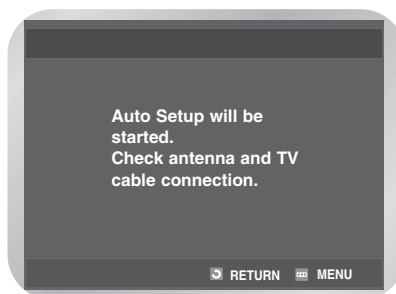 Auto Setup will be
started.
Check antenna and TV
cable connection.
RETURN MENU